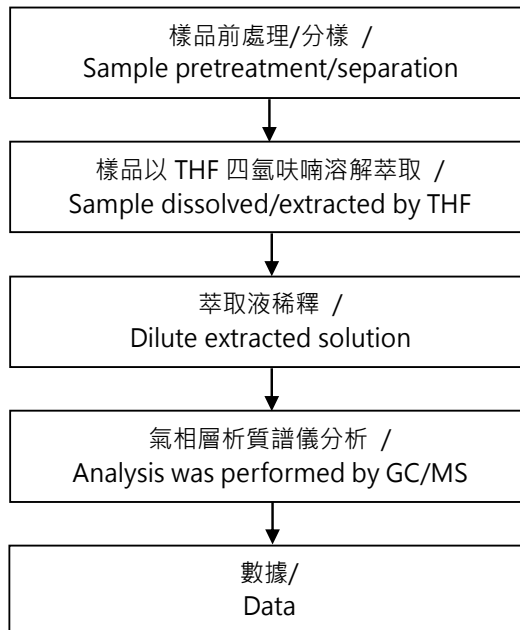 樣品前處理/分樣 /
Sample pretreatment/separation
樣品以 THF 四氫呋喃溶解萃取 /
Sample dissolved/extracted by THF
萃取液稀釋 /
Dilute extracted solution
氣相層析質譜儀分析 /
Analysis was performed by GC/MS
數據/
Data